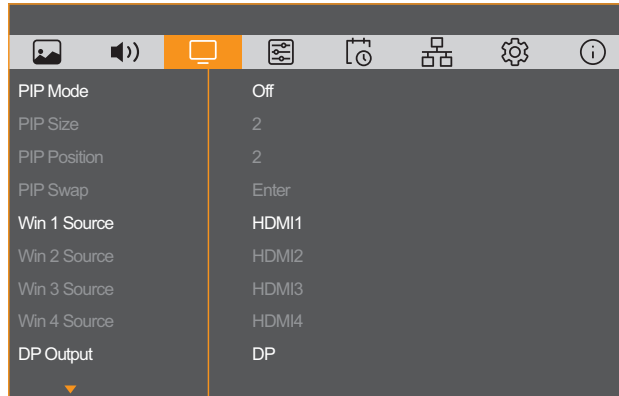 PIP Mode Off
PIP Size 2
PIP Position 2
PIP Swap Enter
Win 1 Source HDMI1
Win 2 Source HDMI2
Win 3 Source HDMI3
Win 4 Source HDMI4
DP Output DP